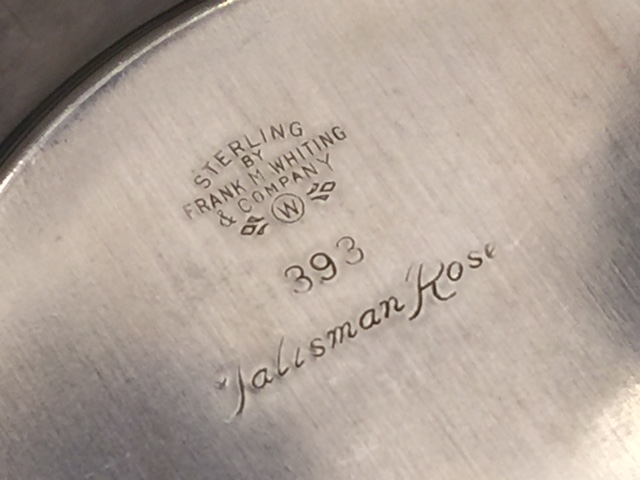 STERLING
BY
FRANK M WHITING
& COMPANY
W
393
Talisman Rose